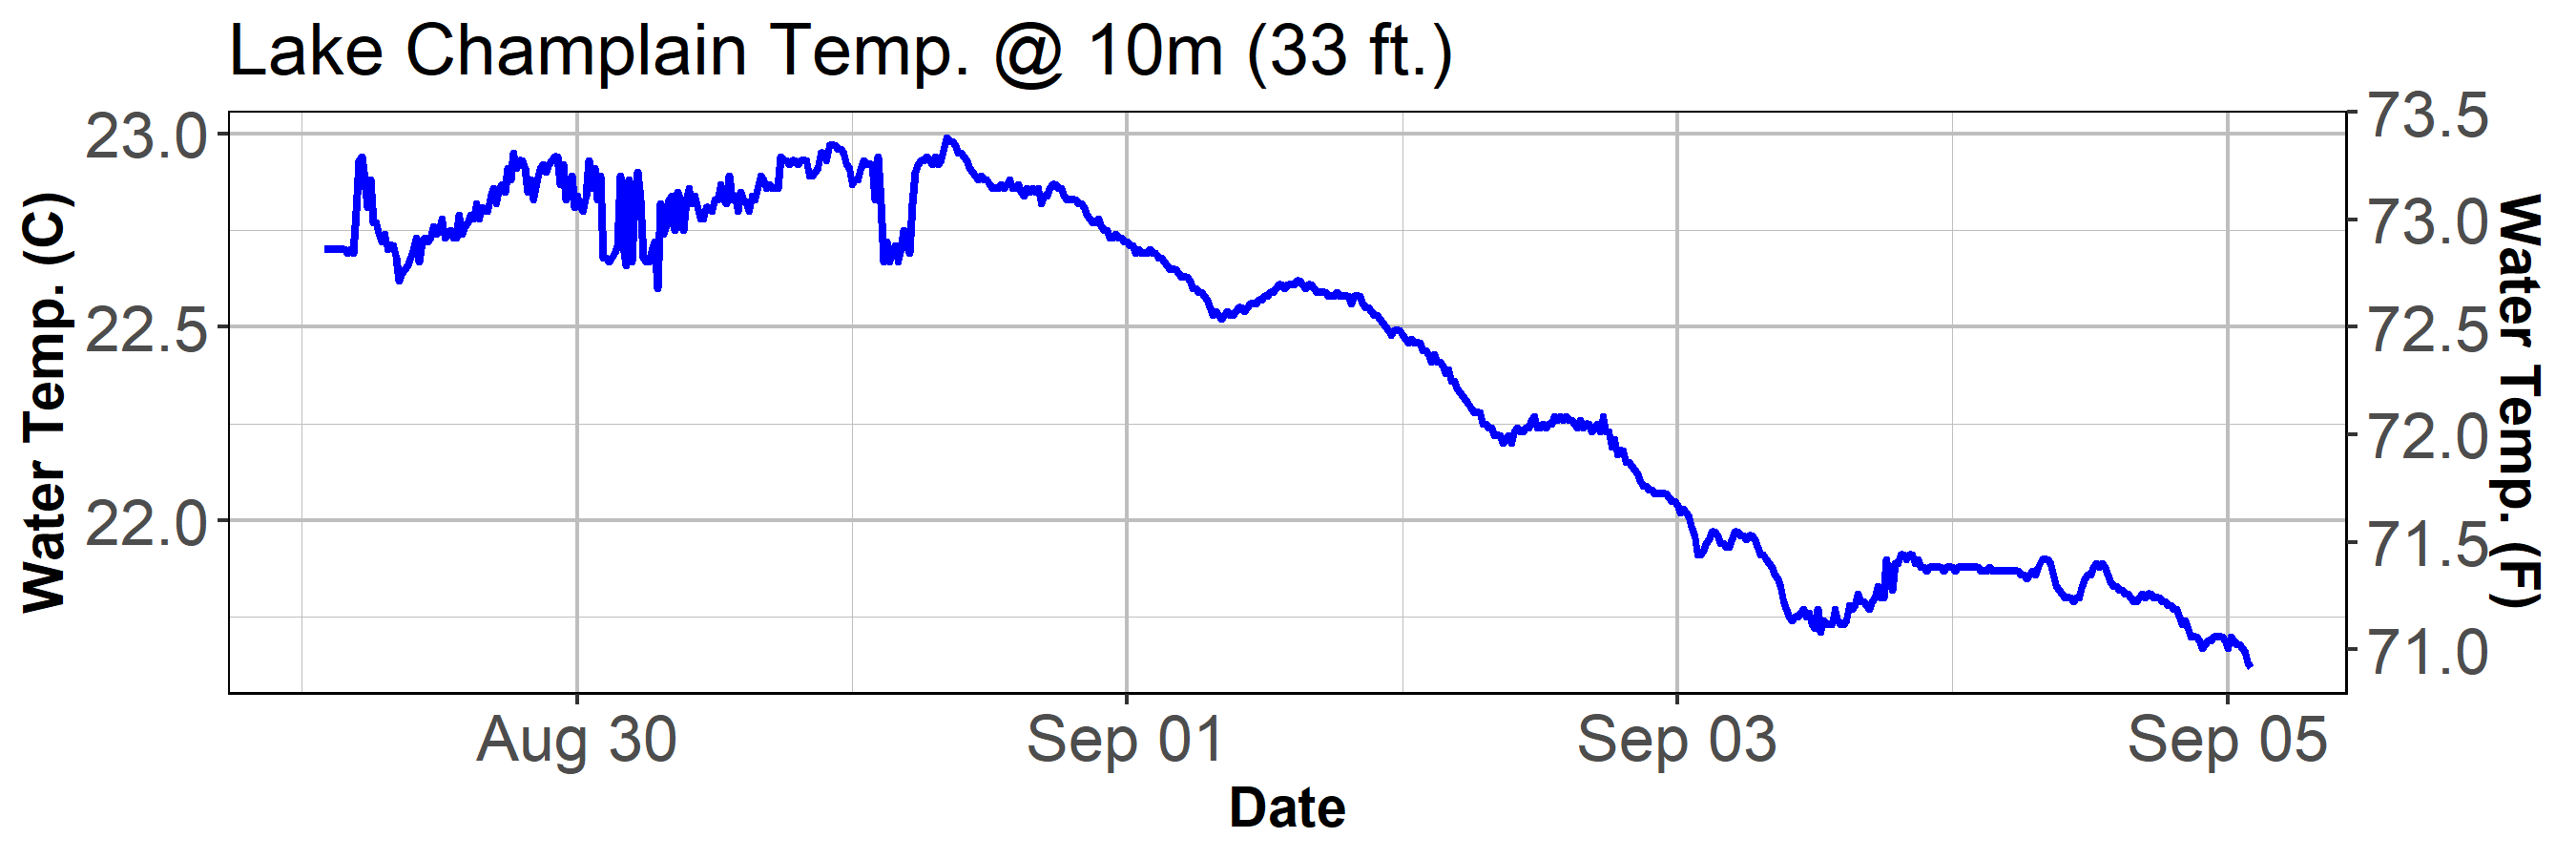 Lake Champlain Temp. @ 10m (33 ft.)
Water Temp. (C)
23.0
22.5
22.0
73.5
73.0
72.5
72.0
71.5
71.0
Water Temp. (F)
Aug 30
Sep 01
Sep 03
Sep 05
Date